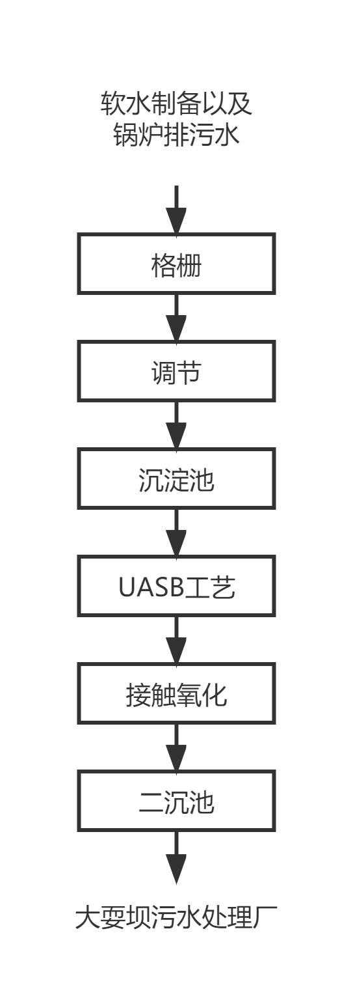 软水制备以及
锅炉排污水
格栅
调节
沉淀池
UASB工艺
接触氧化
二沉池
大耍坝污水处理厂